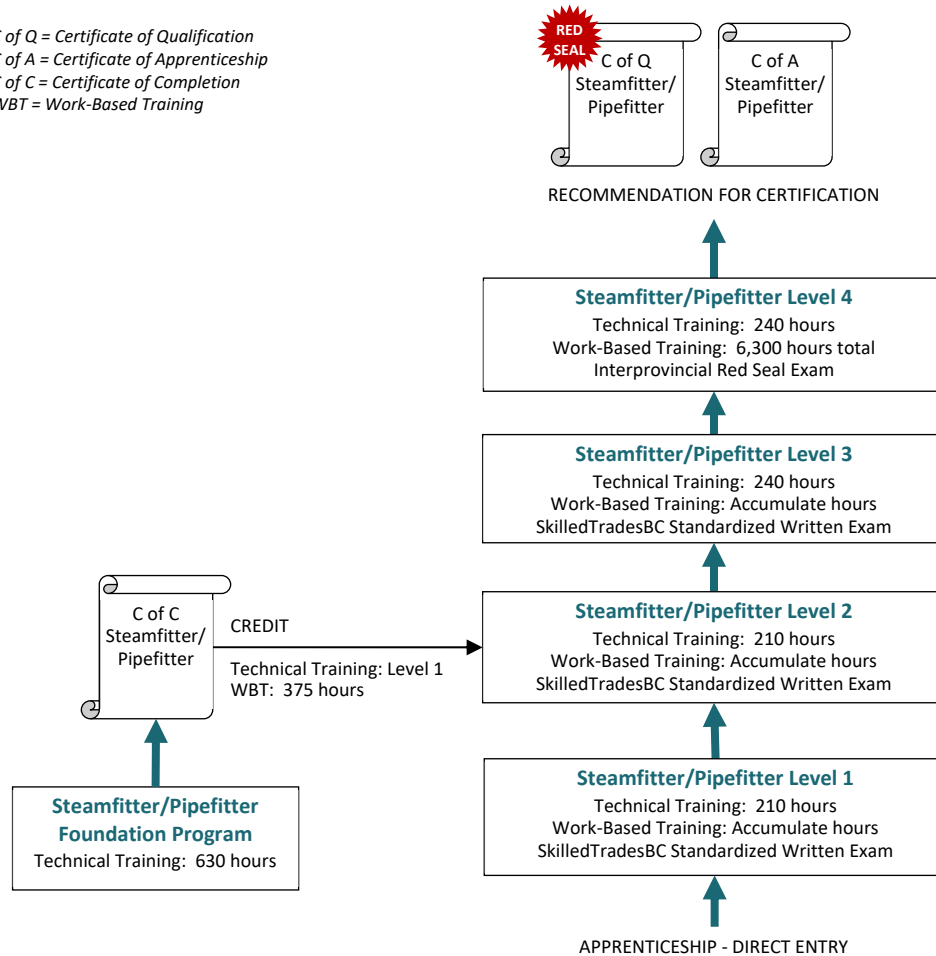 of Q = Certificate of Qualification
of A = Certificate of Apprenticeship
of C = Certificate of Completion
WBT = Work-Based Training
RED
SEAL
C of Q
Steamfitter/
Pipefitter
C of A
Steamfitter/
Pipefitter
RECOMMENDATION FOR CERTIFICATION
Steamfitter/Pipefitter Level 4
Technical Training: 240 hours
Work-Based Training: 6,300 hours total
Interprovincial Red Seal Exam
Steamfitter/Pipefitter Level 3
Technical Training: 240 hours
Work-Based Training: Accumulate hours
SkilledTradesBC Standardized Written Exam
C of C
Steamfitter/
Pipefitter
CREDIT
Technical Training: Level 1
WBT: 375 hours
Steamfitter/Pipefitter Level 2
Technical Training: 210 hours
Work-Based Training: Accumulate hours
SkilledTradesBC Standardized Written Exam
Steamfitter/Pipefitter
Foundation Program
Technical Training: 630 hours
Steamfitter/Pipefitter Level 1
Technical Training: 210 hours
Work-Based Training: Accumulate hours
SkilledTradesBC Standardized Written Exam
APPRENTICESHIP - DIRECT ENTRY